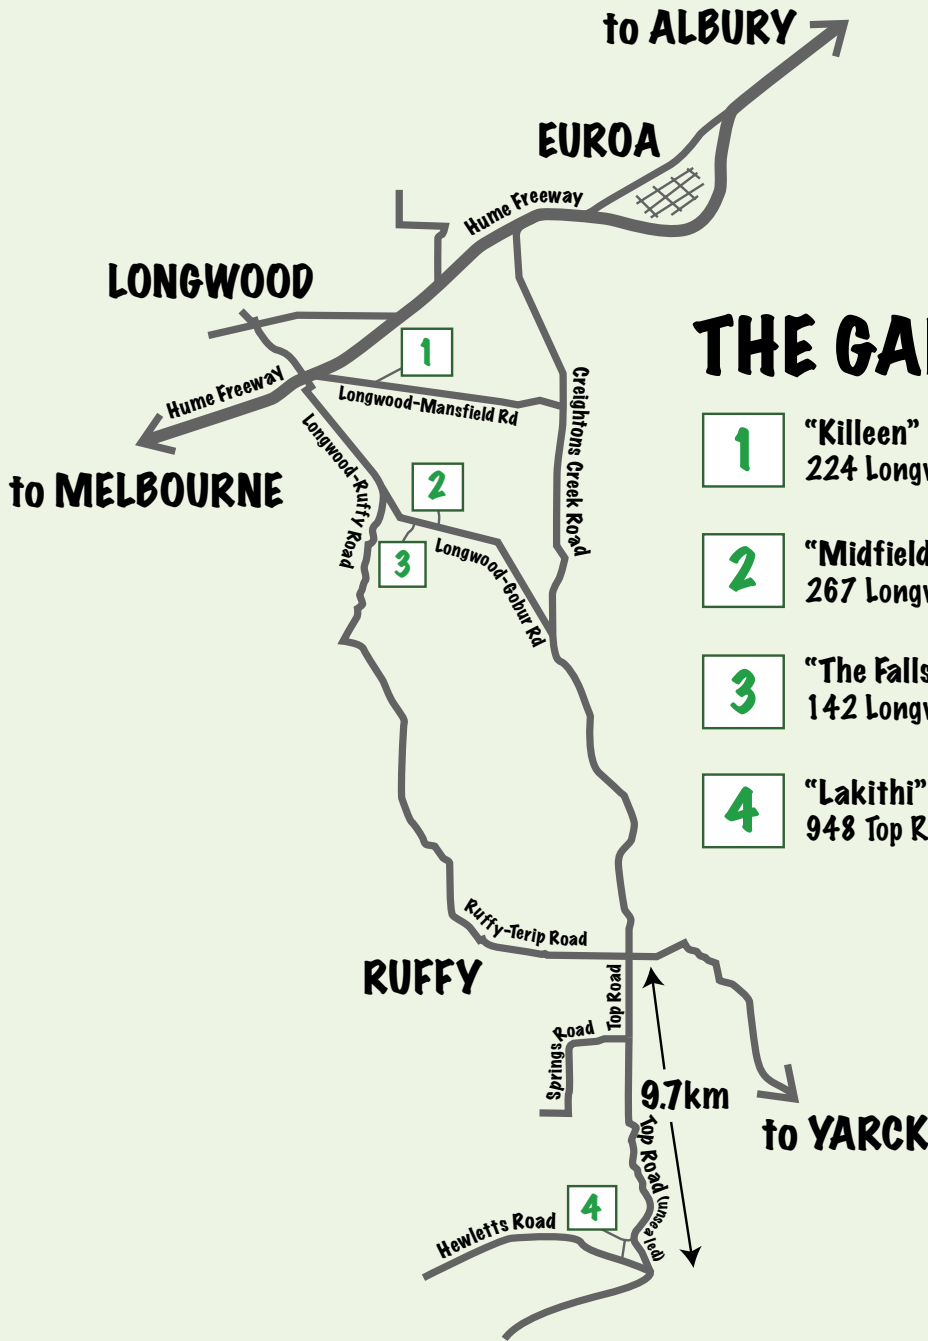 to ALBURY
EUROA
Hume Freeway
LONGWOOD
THE GA
1
Hume Freeway
Longwood-Mansfield Rd
Creightons Creek Road
1
"Killeen"
224 Longw
to MELBOURNE
Longwood-Ruffy Road
2
3
Longwood-Gobur Rd
2
"Midfield
267 Longw
3
"The Falls
142 Longw
4
"Lakithi"
948 Top R
Ruffy-Terip Road
RUFFY
Top Road
Springs Road
9.7km
to YARCK
Top Road (unsealed)
4
Hewletts Road